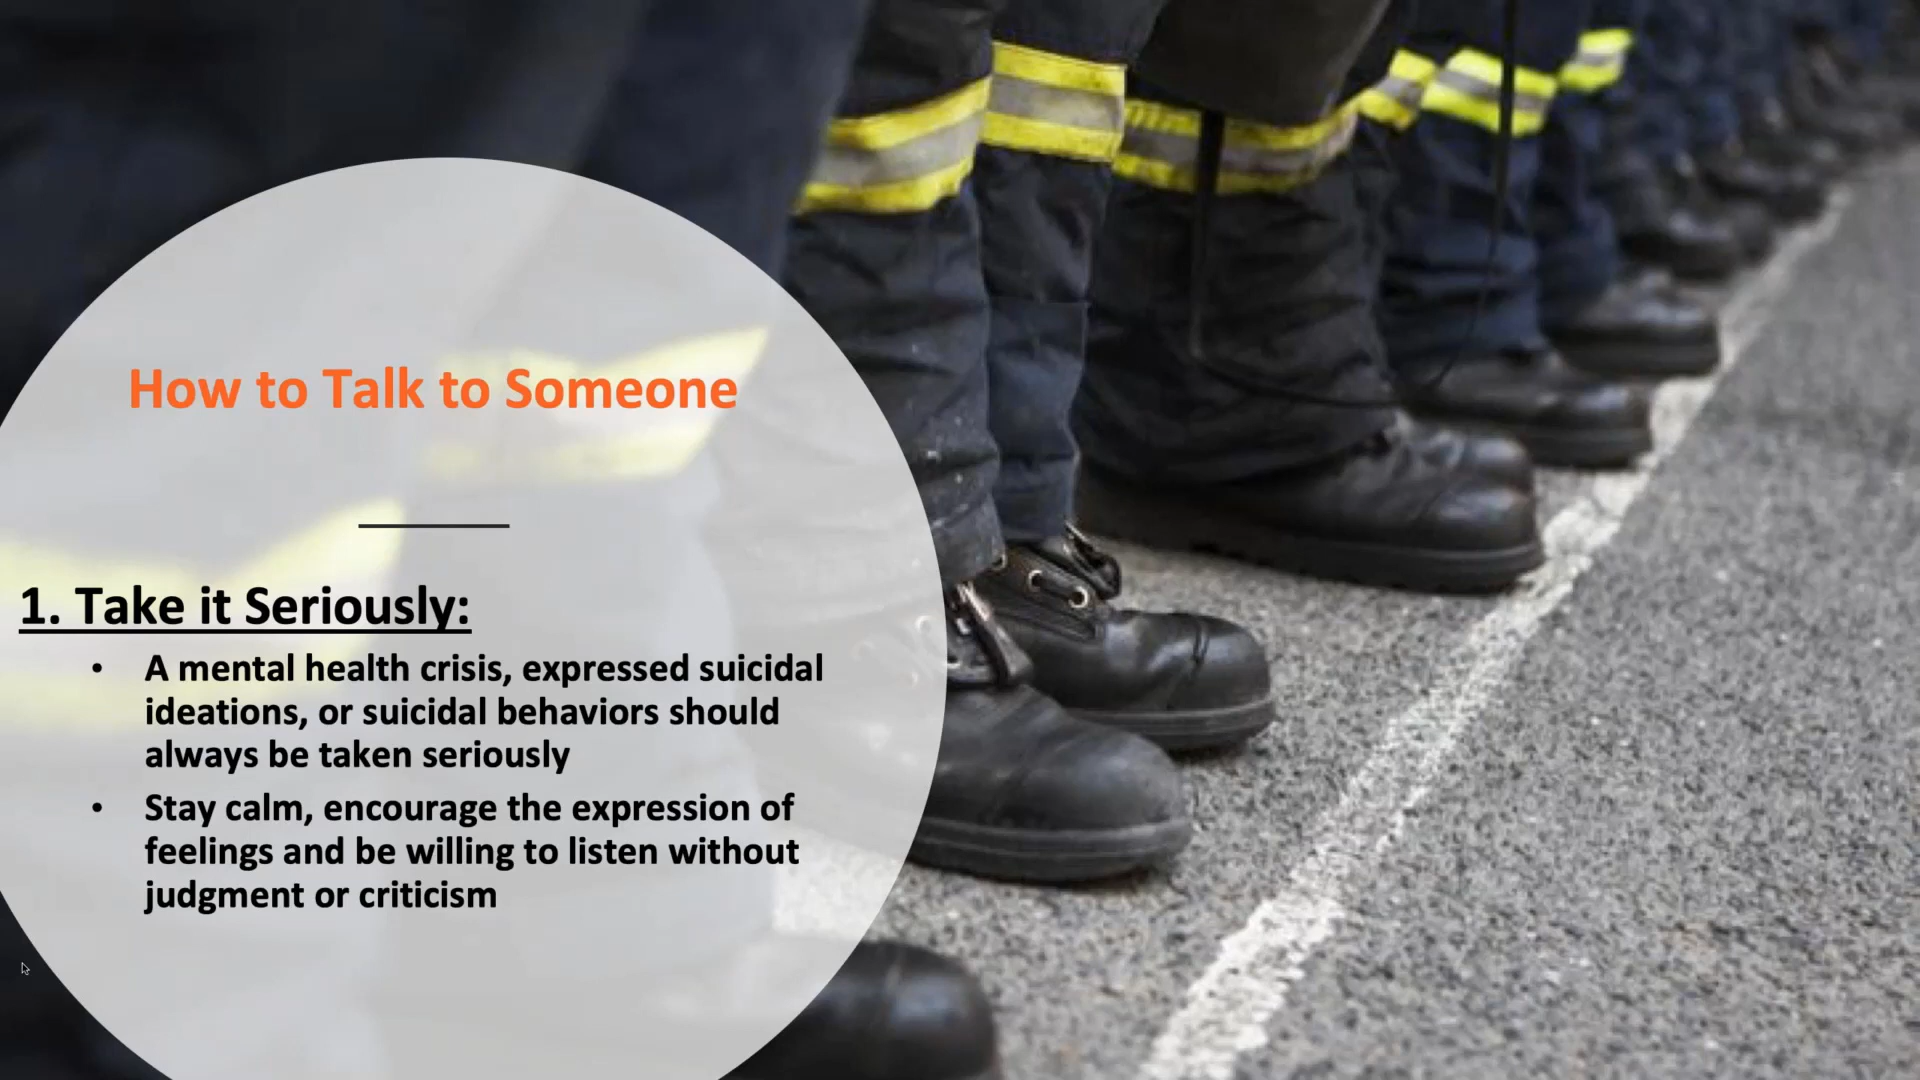 How to Talk to Someone
1. Take it Seriously:
• A mental health crisis, expressed suicidal
ideations, or suicidal behaviors should
always be taken seriously
• Stay calm, encourage the expression of
feelings and be willing to listen without
judgment or criticism